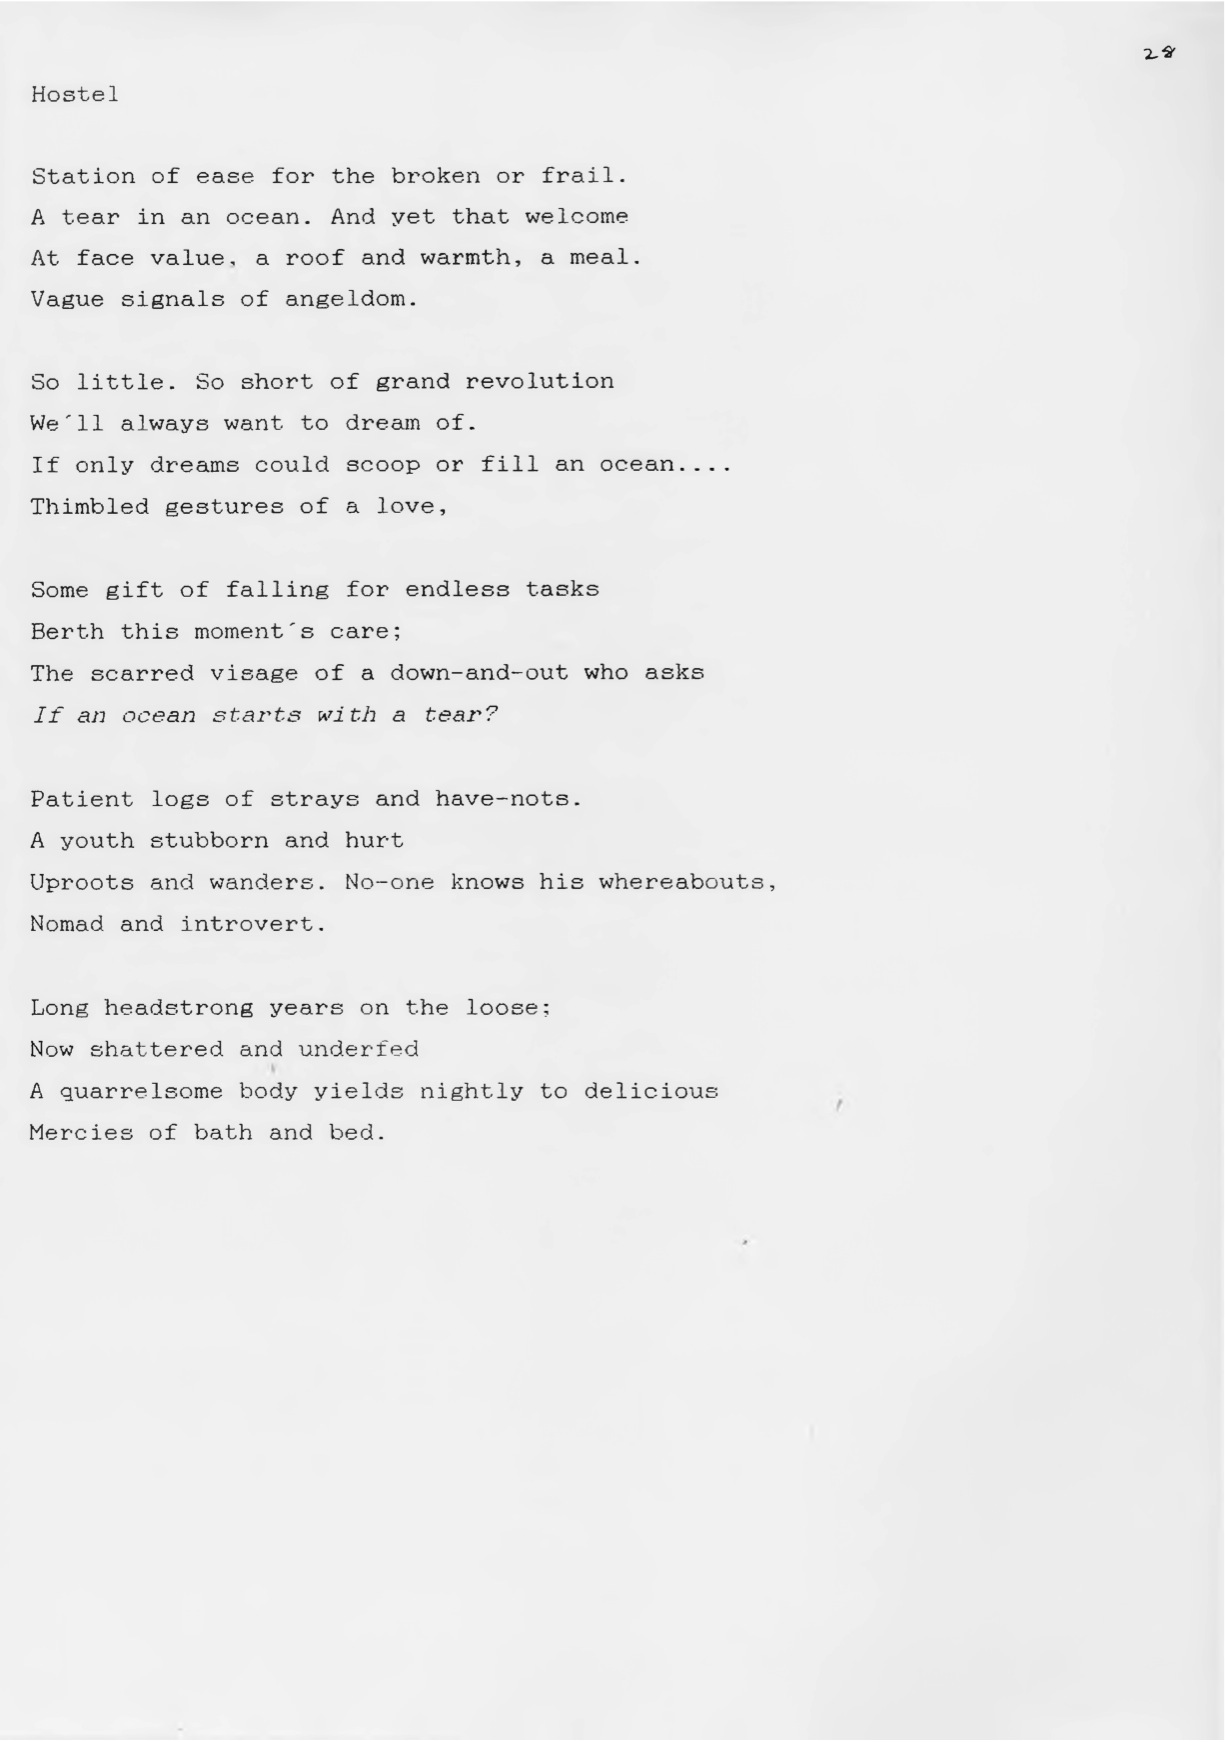 28
Hostel
Station of ease for the broken or frail.
A tear in an ocean. And yet that welcome
At face value, a roof and warmth, a meal.
Vague signals of angeldom.
So little. So short of grand revolution
We´ll always want to dream of.
If only dreams could scoop or fill an ocean....
Thimbled gestures of a love,
Some gift of falling for endless tasks
Berth this moment´s care;
The scarred visage of a down-and-out who asks
If an ocean starts with a tear?
Patient logs of strays and have-nots.
A youth stubborn and hurt
Uproots and wanders. No-one knows his whereabouts,
Nomad and introvert.
Long headstrong years on the loose;
Now shattered and underfed
A quarrelsome body yields nightly to delicious
Mercies of bath and bed.